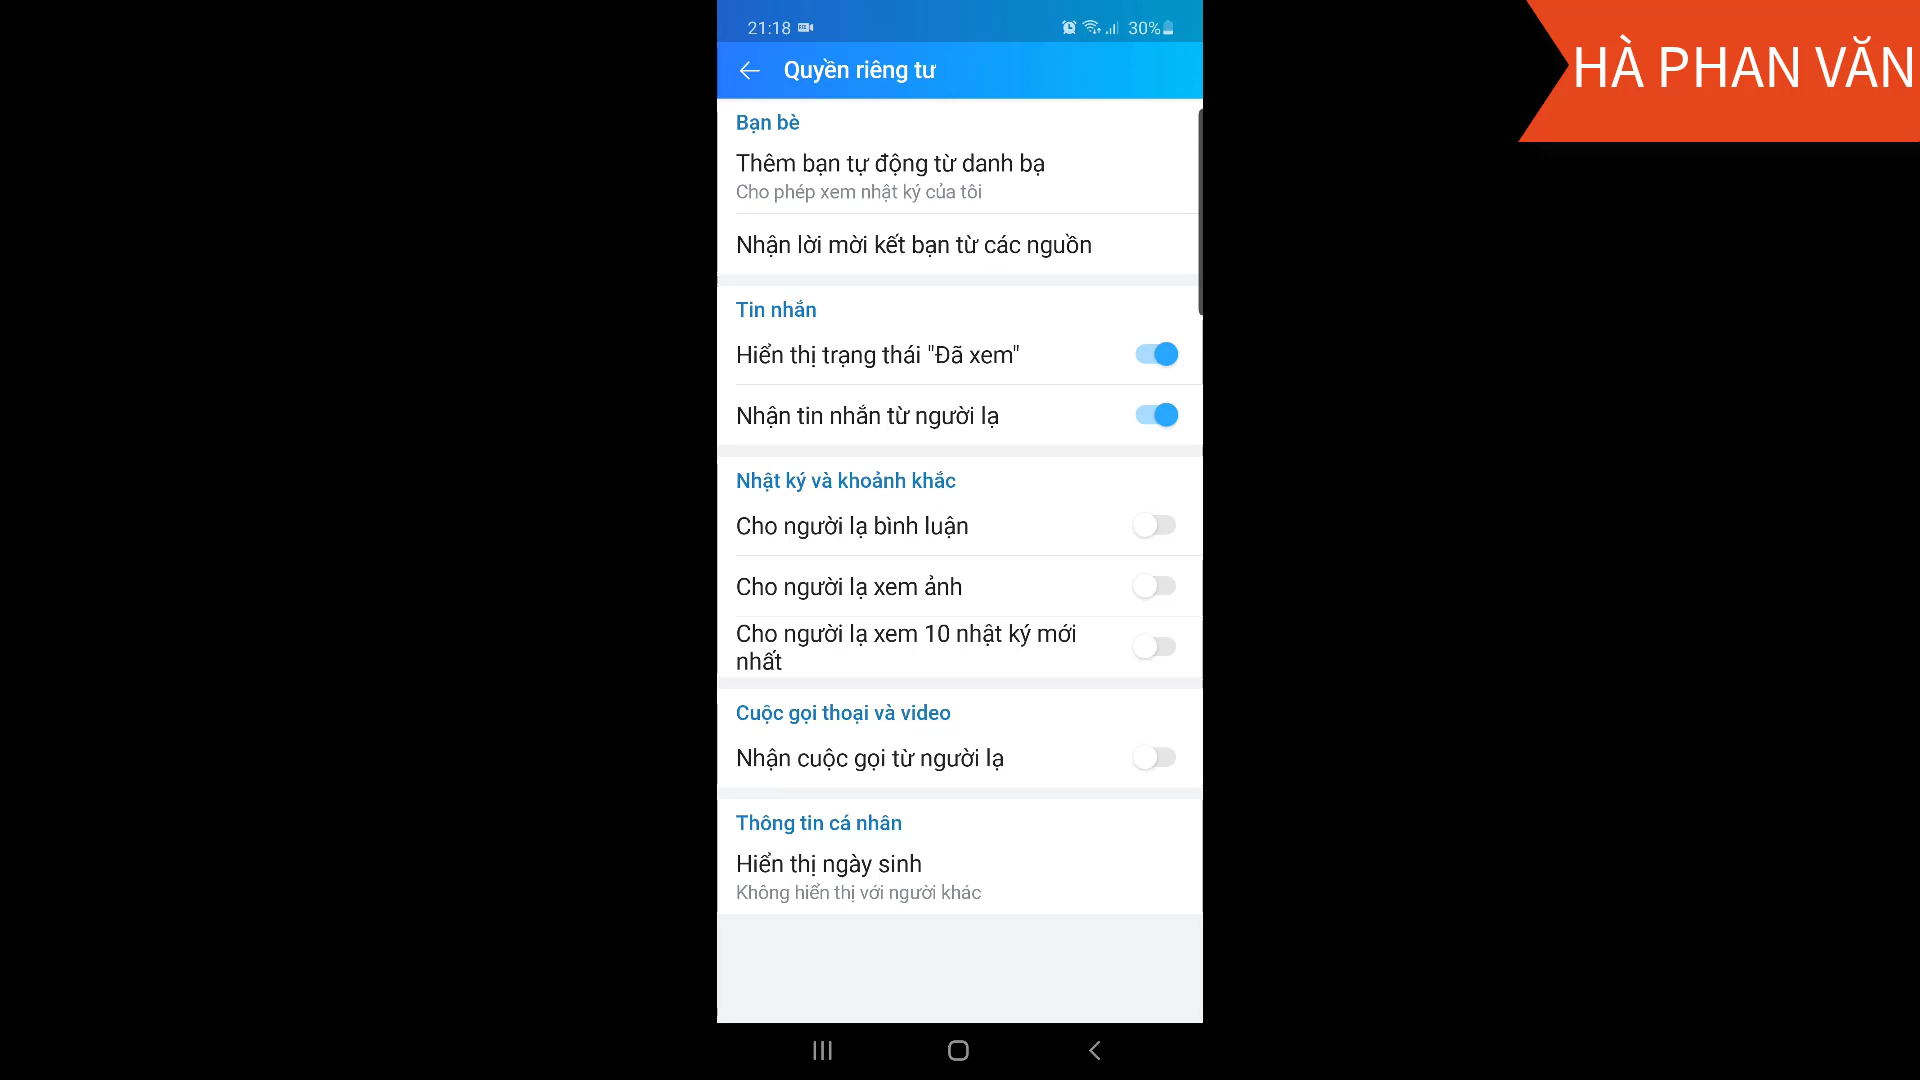 21:18
30%
HÀ PHAN VĂN
Quyền riêng tư
Bạn bè
Thêm bạn tự động từ danh bạ
Cho phép xem nhật ký của tôi
Nhận lời mời kết bạn từ các nguồn
Tin nhắn
Hiển thị trạng thái "Đã xem"
Nhận tin nhắn từ người lạ
Nhật ký và khoảnh khắc
Cho người lạ bình luận
Cho người lạ xem ảnh
Cho người lạ xem 10 nhật ký mới
nhất
Cuộc gọi thoại và video
Nhận cuộc gọi từ người lạ
Thông tin cá nhân
Hiển thị ngày sinh
Không hiển thị với người khác